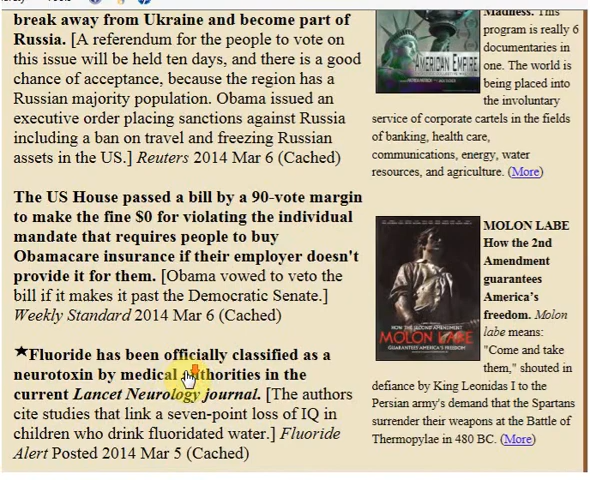 break away from Ukraine and become part of
Russia. [A referendum for the people to vote on
this issue will be held ten days, and there is a good
chance of acceptance, because the region has a
Russian majority population. Obama issued an
executive order placing sanctions against Russia
including a ban on travel and freezing Russian
assets in the US.] Reuters 2014 Mar 6 (Cached)
The US House passed a bill by a 90-vote margin
to make the fine $0 for violating the individual
mandate that requires people to buy
Obamacare insurance if their employer doesn't
provide it for them. [Obama vowed to veto the
bill if it makes it past the Democratic Senate.]
Weekly Standard 2014 Mar 6 (Cached)
★Fluoride has been officially classified as a
neurotoxin by medical authorities in the
current Lancet Neurology journal. [The authors
cite studies that link a seven-point loss of IQ in
children who drink fluoridated water.] Fluoride
Alert Posted 2014 Mar 5 (Cached)
AMERICAN EMPIRE
Madness. This
program is really 6
documentaries in
one. The world is
being placed into
the involuntary
service of corporate cartels in the fields
of banking, health care,
communications, energy, water
resources, and agriculture. (More)
HOW THE SECOND AMENDMENT
MOLON LABE
GUARANTEES AMERICA'S FREEDOM
MOLON LABE
How the 2nd
Amendment
guarantees
America's
freedom. Molon
labe means:
"Come and take
them," shouted in
defiance by King Leonidas I to the
Persian army's demand that the Spartans
surrender their weapons at the Battle of
Thermopylae in 480 BC. (More)